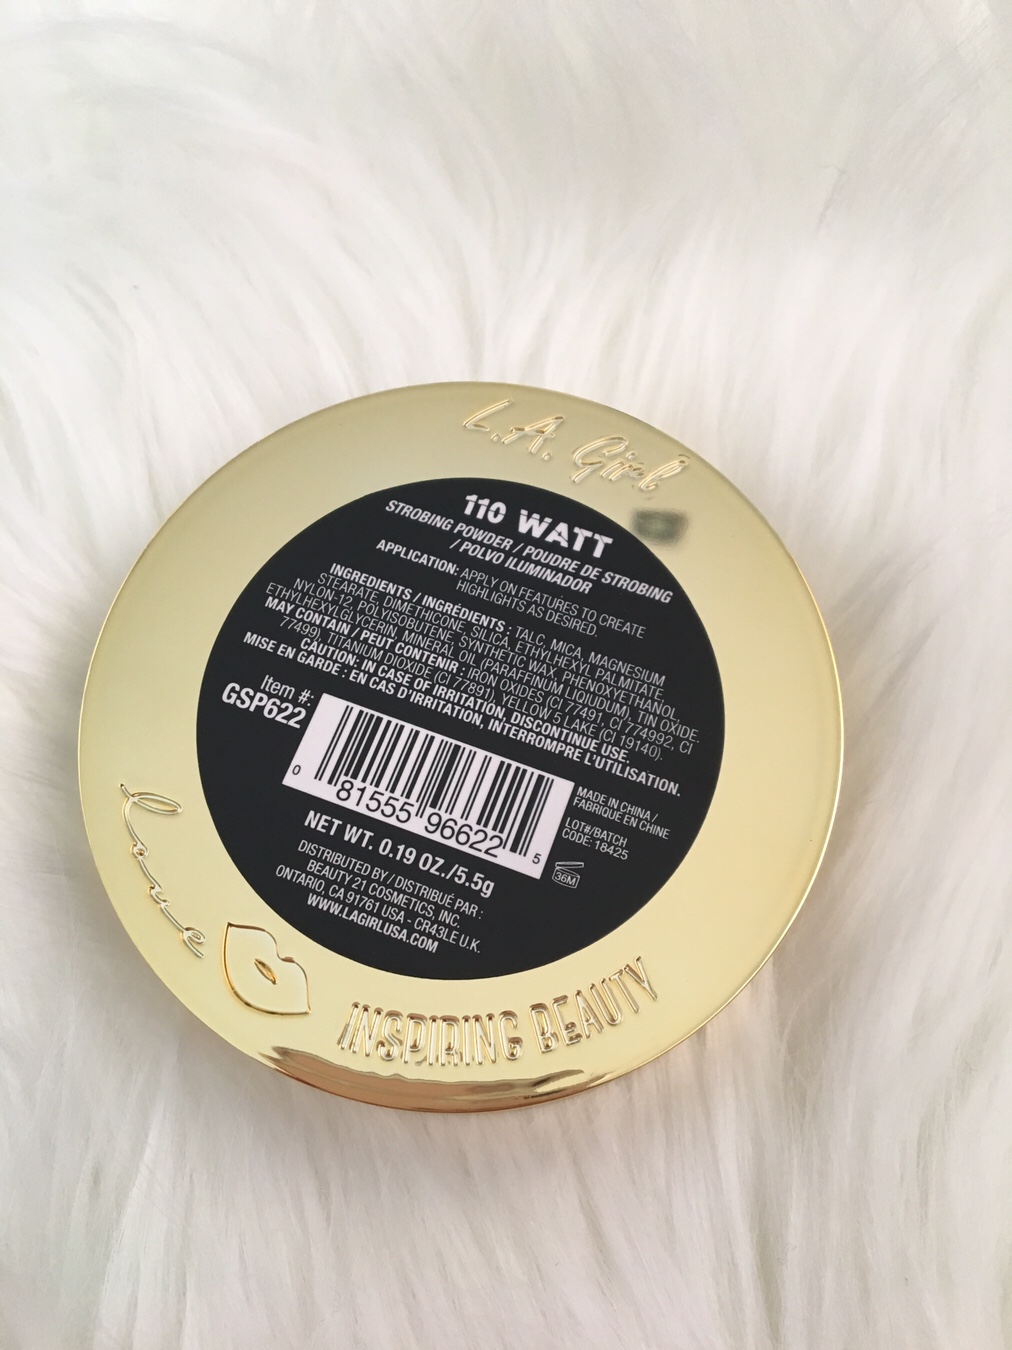 L.A. Girl
110 WATT
STROBING POWDER / POUDRE DE STROBING
/ POLVO ILUMINADOR
APPLICATION: APPLY ON FEATURES TO CREATE
HIGHLIGHTS AS DESIRED.
INGREDIENTS / INGRÉDIENTS : TALC, MICA, MAGNESIUM
STEARATE, DIMETHICONE , SILICA, ETHYLHEXYL PALMITATE,
NYLON-12, POLYISOBUTENE, SYNTHETIC WAX, PHENOXYETHANOL,
ETHYLHEXYLGLYCERIN, MINERAL OIL (PARAFFINUM LIQUIDUM), TIN OXIDE.
MAY CONTAIN / PEUT CONTENIR : IRON OXIDES (CI 77491, CI 774992, CI
77499), TITANIUM DIOXIDE (CI 77891), YELLOW 5 LAKE (CI 19140).
CAUTION: IN CASE OF IRRITATION, DISCONTINUE USE.
MISE EN GARDE : EN CAS D'IRRITATION, INTERROMPRE L'UTILISATION.
Item #:
GSP622
0 81555 96622 5
MADE IN CHINA /
FABRIQUE EN CHINE
LOT#/BATCH
CODE: 18425
36M
NET WT. 0.19 OZ./5.5g
DISTRIBUTED BY / DISTRIBUÉ PAR :
BEAUTY 21 COSMETICS, INC.
ONTARIO, CA 91761 USA - CR43LE U.K.
WWW.LAGIRLUSA.COM
love
INSPIRING BEAUTY